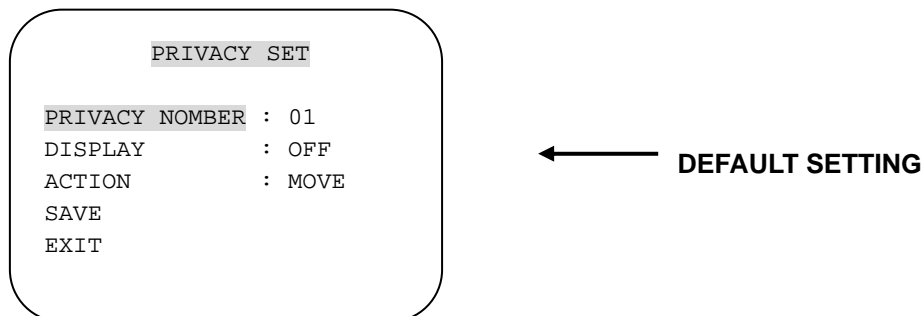 PRIVACY SET
PRIVACY NOMBER : 01
DISPLAY : OFF
ACTION : MOVE
SAVE
EXIT
DEFAULT SETTING